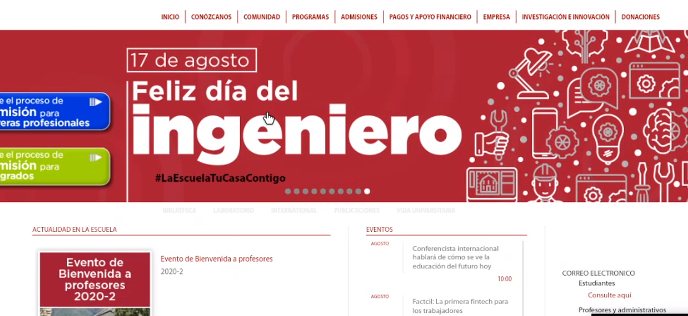 INICIO CONÓZCANOS COMUNIDAD PROGRAMAS ADMISIONES PAGOS Y APOYO FINANCIERO EMPRESA INVESTIGACIÓN E INNOVACIÓN DONACIONES
17 de agosto
Feliz día del
ingeniero
#LaEscuelaTuCasaContigo
e el proceso de
misión para
reras profesionales
e el proceso de
misión para
grados
BIBLIOTECA LABORATORIO INTERNACIONAL PUBLICACIONES VIDA UNIVERSITARIA
ACTUALIDAD EN LA ESCUELA
Evento de
Bienvenida a
profesores
2020-2
Evento de Bienvenida a profesores
2020-2
EVENTOS
AGOSTO
Conferencista internacional
hablará de cómo se ve la
educación del futuro hoy
10:00
AGOSTO
Factcil: La primera fintech para
los trabajadores
CORREO ELECTRONICO
Estudiantes
Consulte aquí
Profesores y administrativos